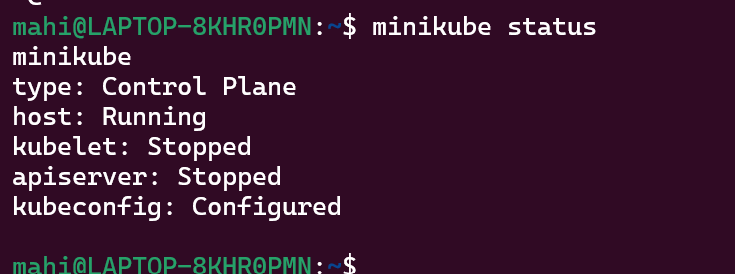 mahi@LAPTOP-8KHR0PMN:~$ minikube status
minikube
type: Control Plane
host: Running
kubelet: Stopped
apiserver: Stopped
kubeconfig: Configured
mahi@LAPTOP-8KHR0PMN:~$